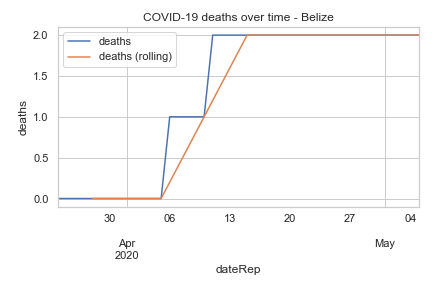 COVID-19 deaths over time - Belize
deaths
deaths (rolling)
2.0
1.5
1.0
0.5
0.0
deaths
30 06 13 20 27 04
Apr May
2020
dateRep